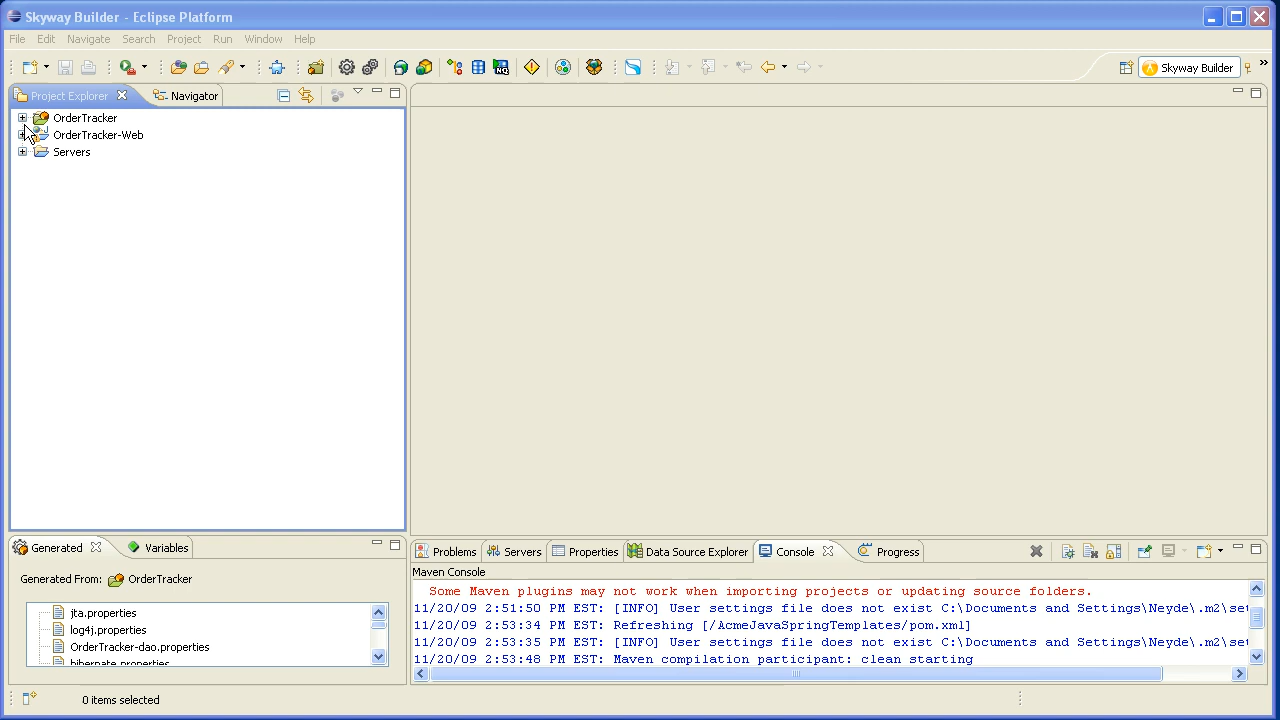 Skyway Builder - Eclipse Platform
File Edit Navigate Search Project Run Window Help
Skyway Builder
Project Explorer Navigator
OrderTracker
OrderTracker-Web
Servers
Generated Variables
Generated From: OrderTracker
jta.properties
log4j.properties
OrderTracker-dao.properties
hibernate.properties
Problems Servers Properties Data Source Explorer Console Progress
Maven Console
Some Maven plugins may not work when importing projects or updating source folders.
11/20/09 2:51:50 PM EST: [INFO] User settings file does not exist C:\Documents and Settings\Neyde\.m2\set
11/20/09 2:53:34 PM EST: Refreshing [/AcmeJavaSpringTemplates/pom.xml]
11/20/09 2:53:35 PM EST: [INFO] User settings file does not exist C:\Documents and Settings\Neyde\.m2\set
11/20/09 2:53:48 PM EST: Maven compilation participant: clean starting
0 items selected